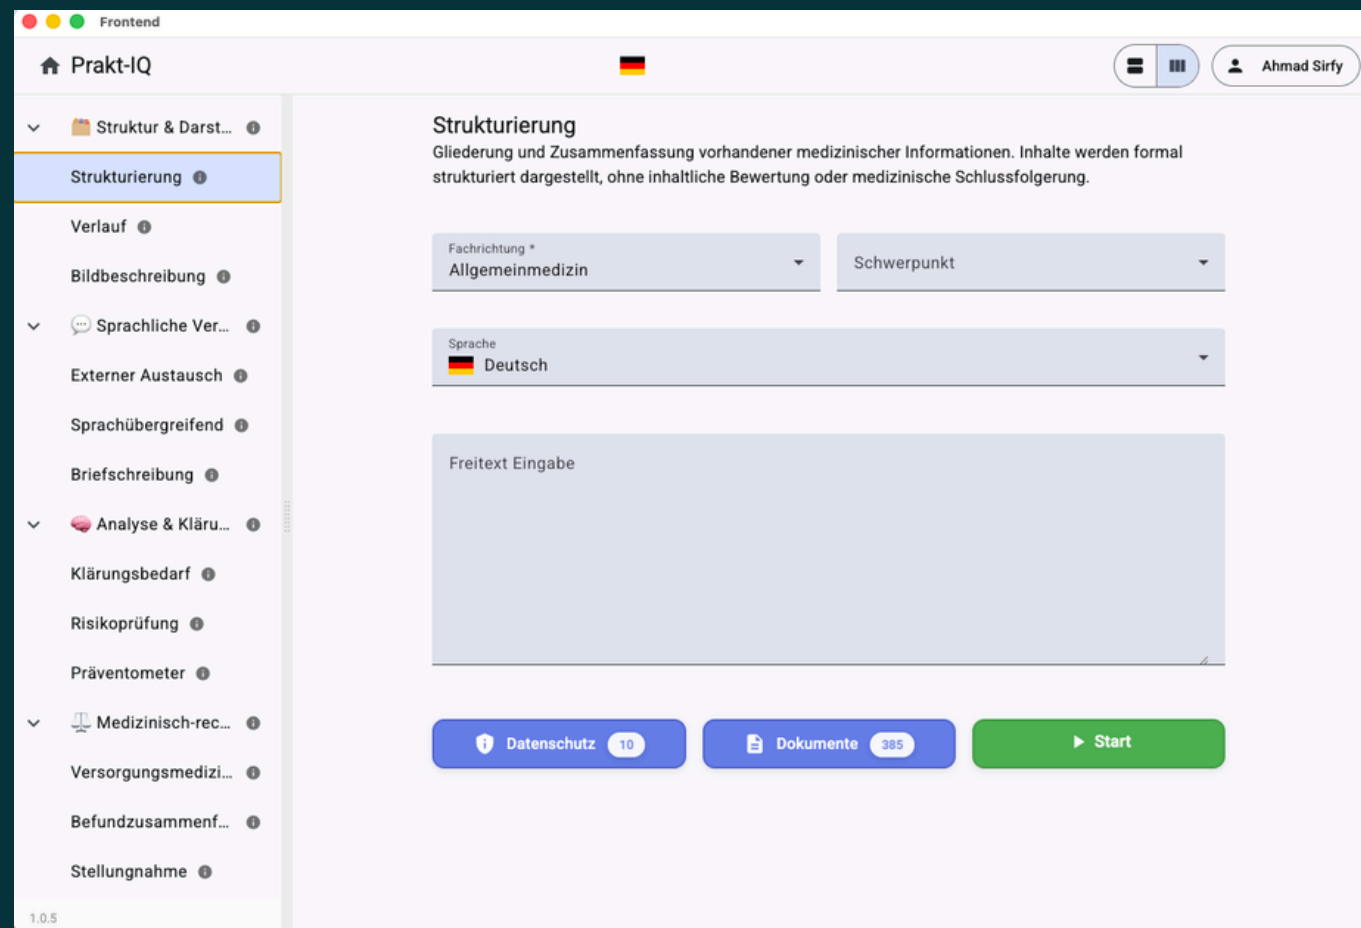 Frontend
Prakt-IQ
Ahmad Sirfy
Struktur & Darst...
Strukturierung
Verlauf
Bildbeschreibung
Sprachliche Ver...
Externer Austausch
Sprachübergreifend
Briefschreibung
Analyse & Kläru...
Klärungsbedarf
Risikoprüfung
Präventometer
Medizinisch-rec...
Versorgungsmedizi...
Befundzusammenf...
Stellungnahme
1.0.5
Strukturierung
Gliederung und Zusammenfassung vorhandener medizinischer Informationen. Inhalte werden formal
strukturiert dargestellt, ohne inhaltliche Bewertung oder medizinische Schlussfolgerung.
Fachrichtung *
Allgemeinmedizin
Schwerpunkt
Sprache
Deutsch
Freitext Eingabe
Datenschutz 10
Dokumente 385
Start